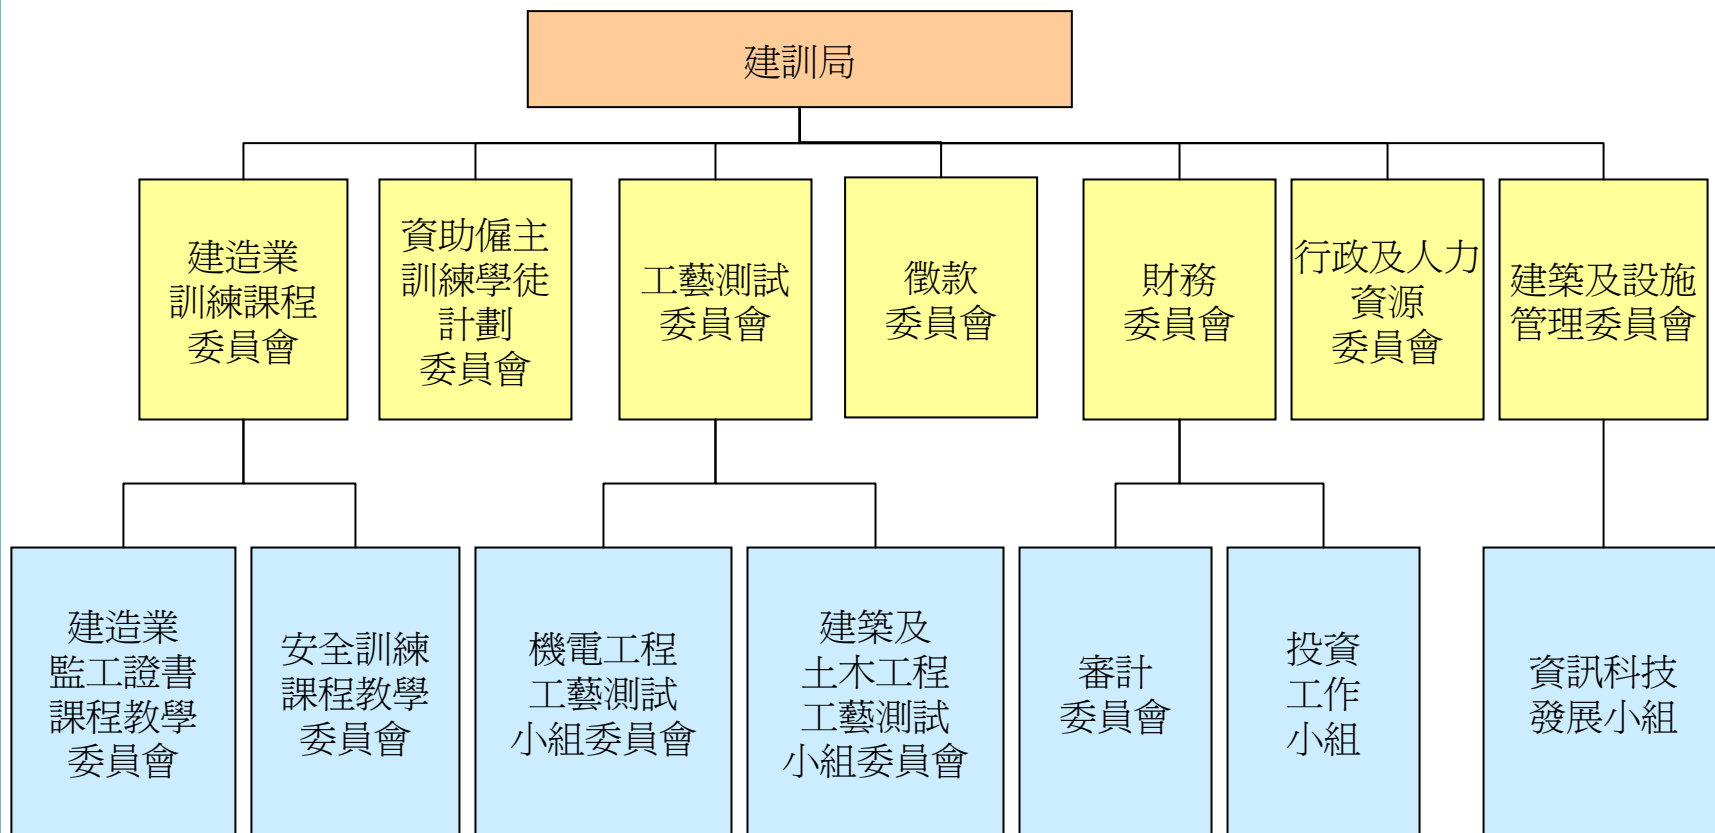 建訓局
建造業
訓練課程
委員會
資助僱主
訓練學徒
計劃
委員會
工藝測試
委員會
徵款
委員會
財務
委員會
行政及人力
資源
委員會
建築及設施
管理委員會
建造業
監工證書
課程教學
委員會
安全訓練
課程教學
委員會
機電工程
工藝測試
小組委員會
建築及
土木工程
工藝測試
小組委員會
審計
委員會
投資
工作
小組
資訊科技
發展小組